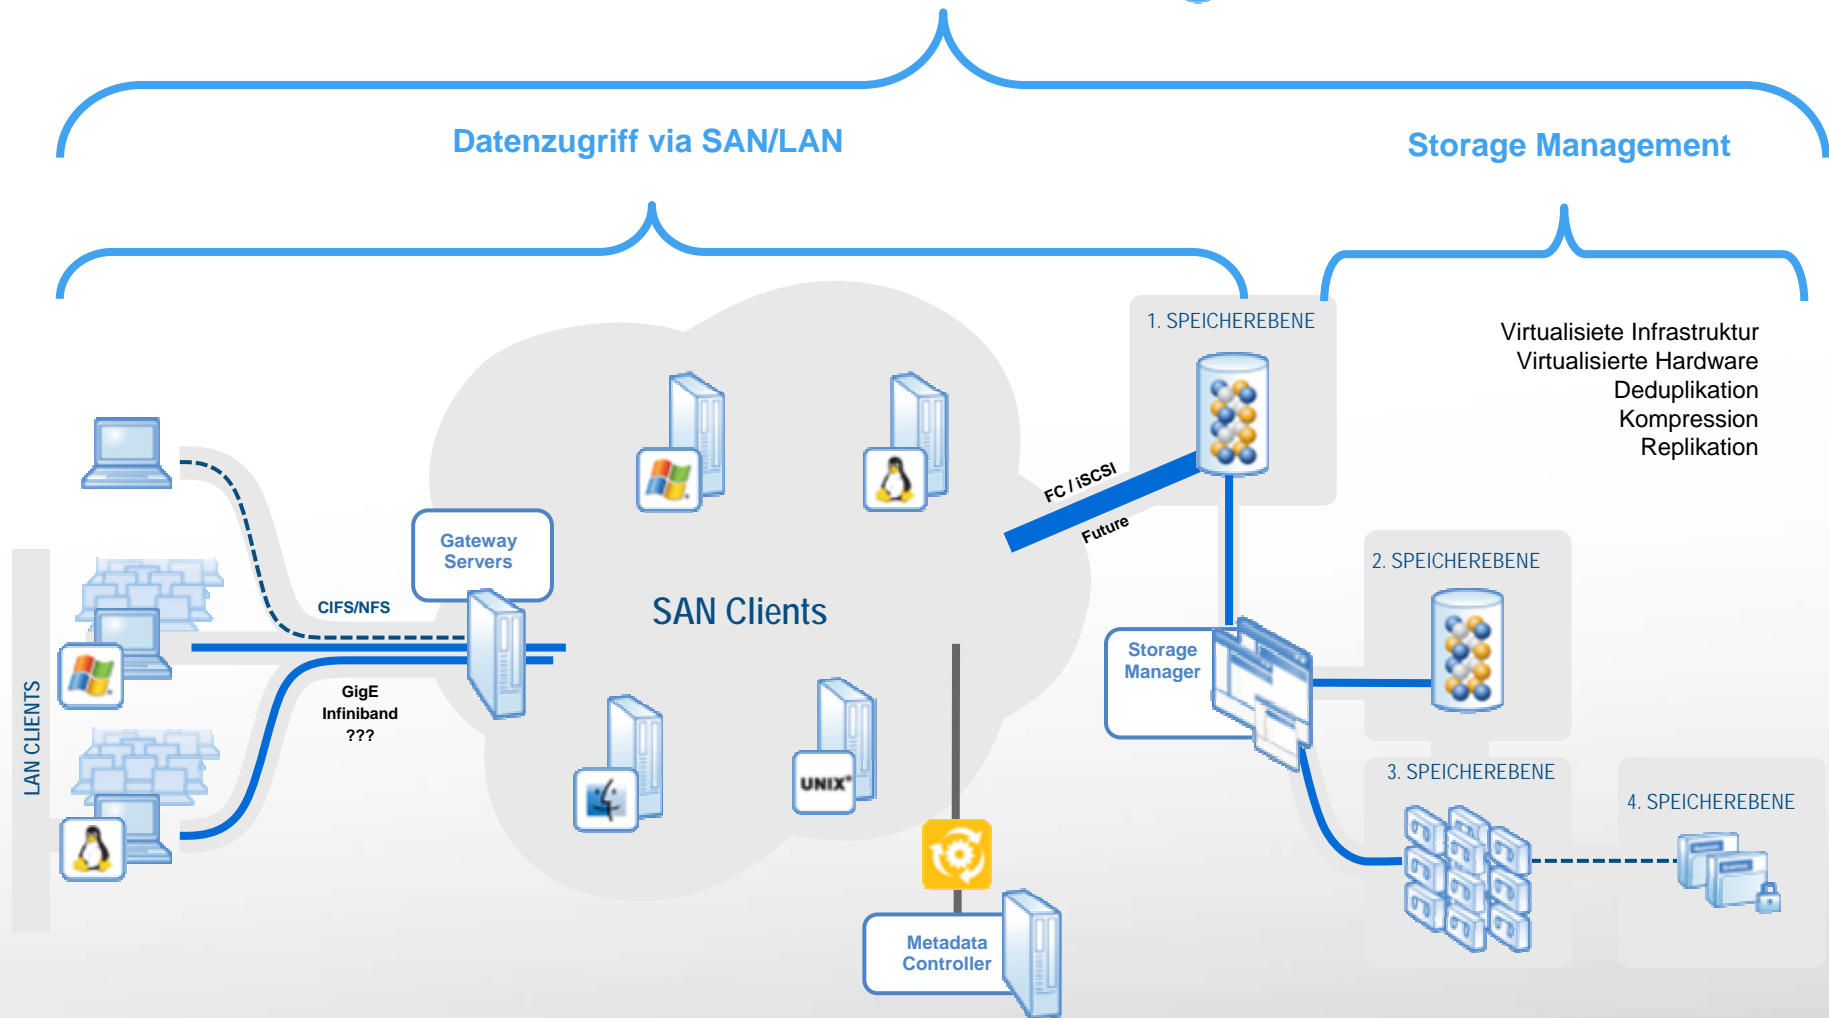 Datenzugriff via SAN/LAN
Storage Management
1. SPEICHEREBENE
Virtualisiete Infrastruktur
Virtualisierte Hardware
Deduplikation
Kompression
Replikation
FC / iSCSI
Future
Gateway
Servers
2. SPEICHEREBENE
CIFS/NFS
SAN Clients
Storage
Manager
GigE
Infiniband
???
LAN CLIENTS
UNIX
3. SPEICHEREBENE
4. SPEICHEREBENE
Metadata
Controller